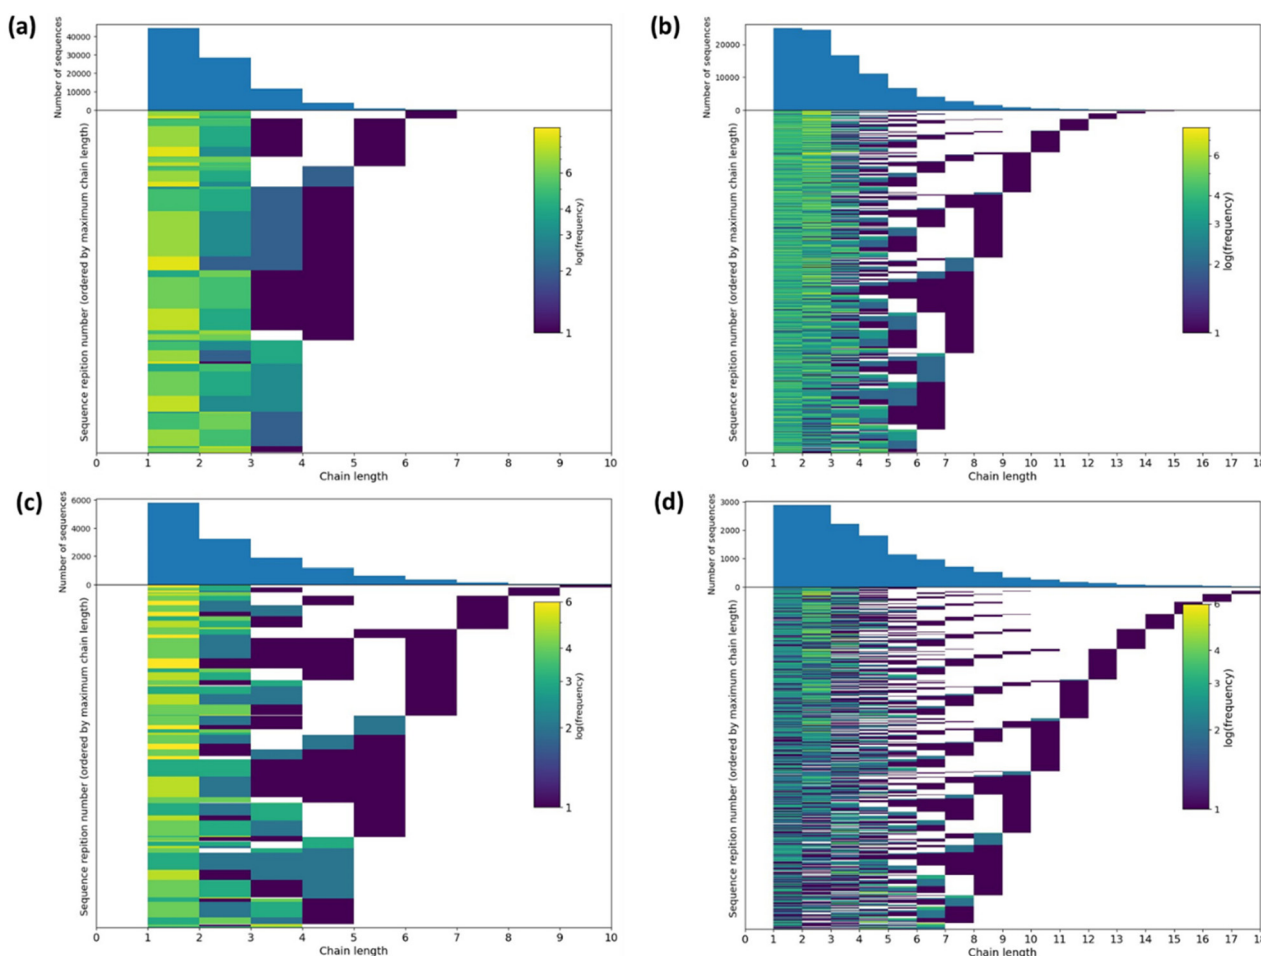 (a)
Number of sequences
40000
30000
20000
10000
0
Sequence repition number (ordered by maximum chain length)
6
4
3
2
1
log(frequency)
0 1 2 3 4 5 6 7 8 9 10
Chain length
(b)
Number of sequences
20000
10000
0
Sequence repition number (ordered by maximum chain length)
6
4
3
2
1
log(frequency)
0 1 2 3 4 5 6 7 8 9 10 11 12 13 14 15 16 17 18
Chain length
(c)
Number of sequences
6000
4000
2000
0
Sequence repition number (ordered by maximum chain length)
6
4
3
2
1
log(frequency)
0 1 2 3 4 5 6 7 8 9 10
Chain length
(d)
Number of sequences
3000
2000
1000
0
Sequence repition number (ordered by maximum chain length)
6
4
3
2
1
log(frequency)
0 1 2 3 4 5 6 7 8 9 10 11 12 13 14 15 16 17 18
Chain length